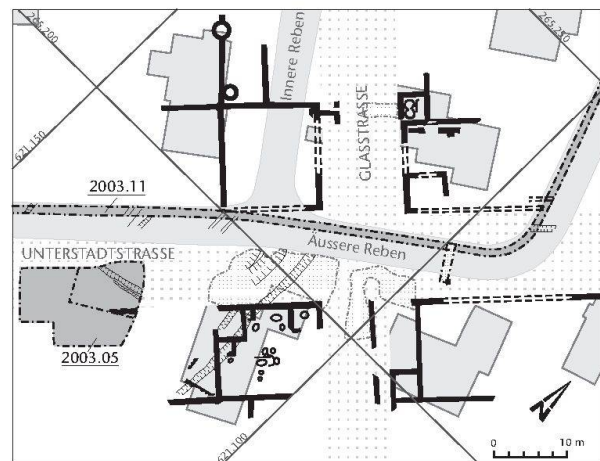 265.200
265.250
621.150
Innere Reben
GLASSTRASSE
2003.11
Äussere Reben
UNTERSTADTSTRASSE
2003.05
621.100
N
0 10 m